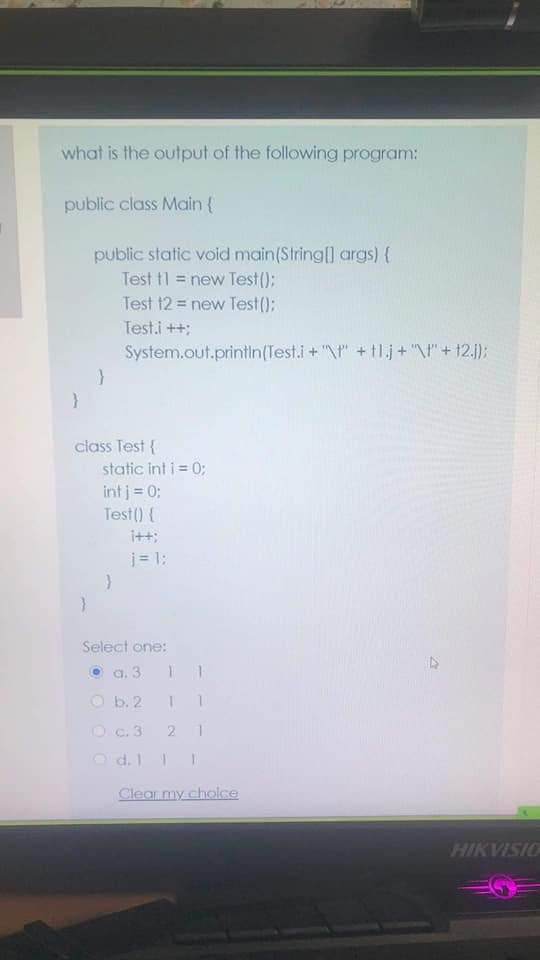 what is the output of the following program:
public class Main {
public static void main(String[] args) {
Test t1 = new Test();
Test t2 = new Test();
Test.i ++;
System.out.println(Test.i + "\t" + t1.j + "\t" + t2.j);
}
}
class Test {
static int i = 0;
int j = 0;
Test() {
i++;
j = 1;
}
}
Select one:
a. 3 1 1
b. 2 1 1
c. 3 2 1
d. 1 1 1
Clear my choice